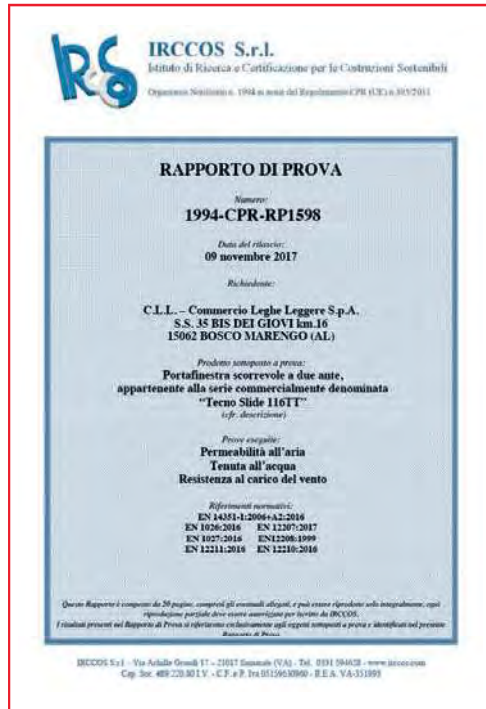 IRCCOS S.r.l.
Istituto di Ricerca e Certificazione per le Costruzioni Sostenibili
Organismo Notificato n. 1994 ai sensi del Regolamento CPR (UE) n.305/2011
RAPPORTO DI PROVA
Numero:
1994-CPR-RP1598
Data del rilascio:
09 novembre 2017
Richiedente:
C.L.L. – Commercio Leghe Leggere S.p.A.
S.S. 35 BIS DEI GIOVI km.16
15062 BOSCO MARENGO (AL)
Prodotto sottoposto a prova:
Portafinestra scorrevole a due ante,
appartenente alla serie commercialmente denominata
“Tecno Slide 116TT”
(cfr. descrizione)
Prove eseguite:
Permeabilità all'aria
Tenuta all'acqua
Resistenza al carico del vento
Riferimenti normativi:
EN 14351-1:2006+A2:2016
EN 1026:2016 EN 12207:2017
EN 1027:2016 EN12208:1999
EN 12211:2016 EN 12210:2016
Questo Rapporto è composto da 20 pagine, compresi gli eventuali allegati, e può essere riprodotto solo integralmente, ogni
riproduzione parziale deve essere autorizzata per iscritto da IRCCOS.
I risultati presenti nel Rapporto di Prova si riferiscono esclusivamente agli oggetti sottoposti a prova e identificati nel presente
Rapporto di Prova
IRCCOS S.r.l. - Via Achille Grandi 17 – 21017 Samarate (VA) - Tel. 0331 594628 - www.irccos.com
Cap. Soc. I.V. - C.F. e P. Iva 05159630960 - R.E.A. VA-351993